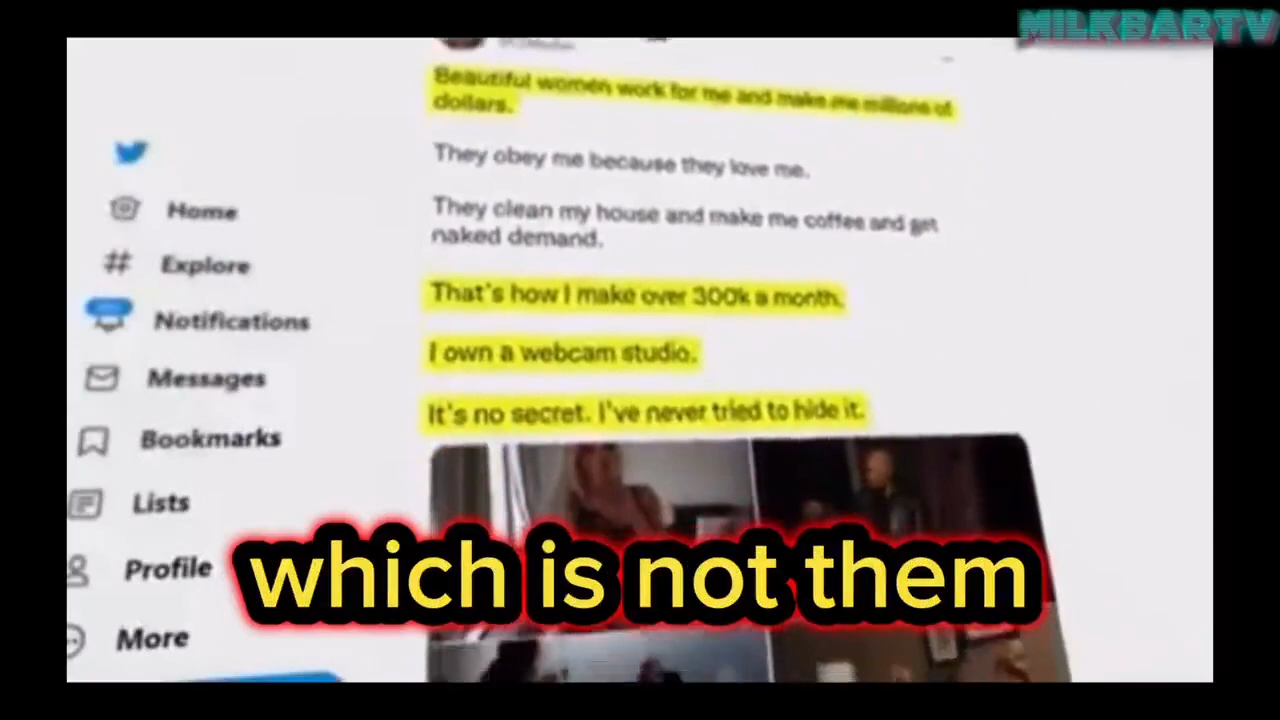 MILKBARTV
Beautiful women work for me and make me millions of
dollars.
They obey me because they love me.
They clean my house and make me coffee and get
naked demand.
That's how I make over 300k a month.
I own a webcam studio.
It's no secret. I've never tried to hide it.
Home
Explore
Notifications
Messages
Bookmarks
Lists
Profile
More
which is not them